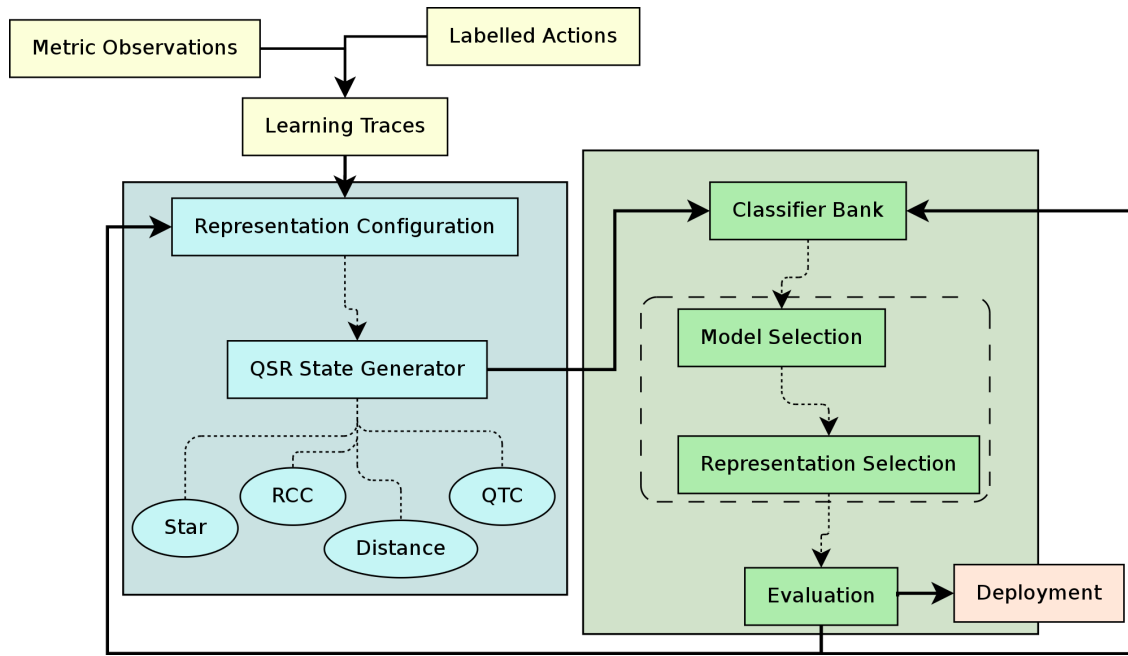 Metric Observations
Labelled Actions
Learning Traces
Representation Configuration
QSR State Generator
Star
RCC
Distance
QTC
Classifier Bank
Model Selection
Representation Selection
Evaluation
Deployment